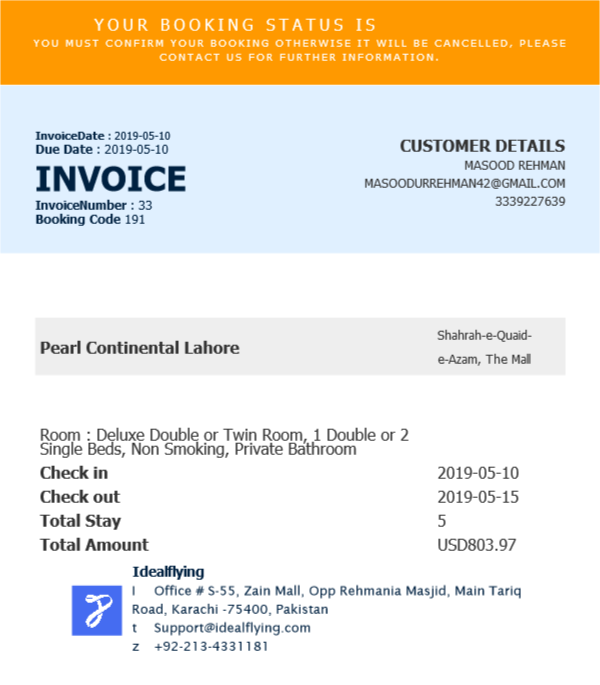 YOUR BOOKING STATUS IS
YOU MUST CONFIRM YOUR BOOKING OTHERWISE IT WILL BE CANCELLED, PLEASE
CONTACT US FOR FURTHER INFORMATION.
InvoiceDate : 2019-05-10
Due Date : 2019-05-10
INVOICE
InvoiceNumber : 33
Booking Code 191
CUSTOMER DETAILS
MASOOD REHMAN
MASOODURREHMAN42@GMAIL.COM
3339227639
Pearl Continental Lahore
Shahrah-e-Quaid-
e-Azam, The Mall
Room : Deluxe Double or Twin Room, 1 Double or 2
Single Beds, Non Smoking, Private Bathroom
Check in 2019-05-10
Check out 2019-05-15
Total Stay 5
Total Amount USD803.97
Idealflying
l Office # S-55, Zain Mall, Opp Rehmania Masjid, Main Tariq
Road, Karachi -75400, Pakistan
t Support@idealflying.com
z +92-213-4331181